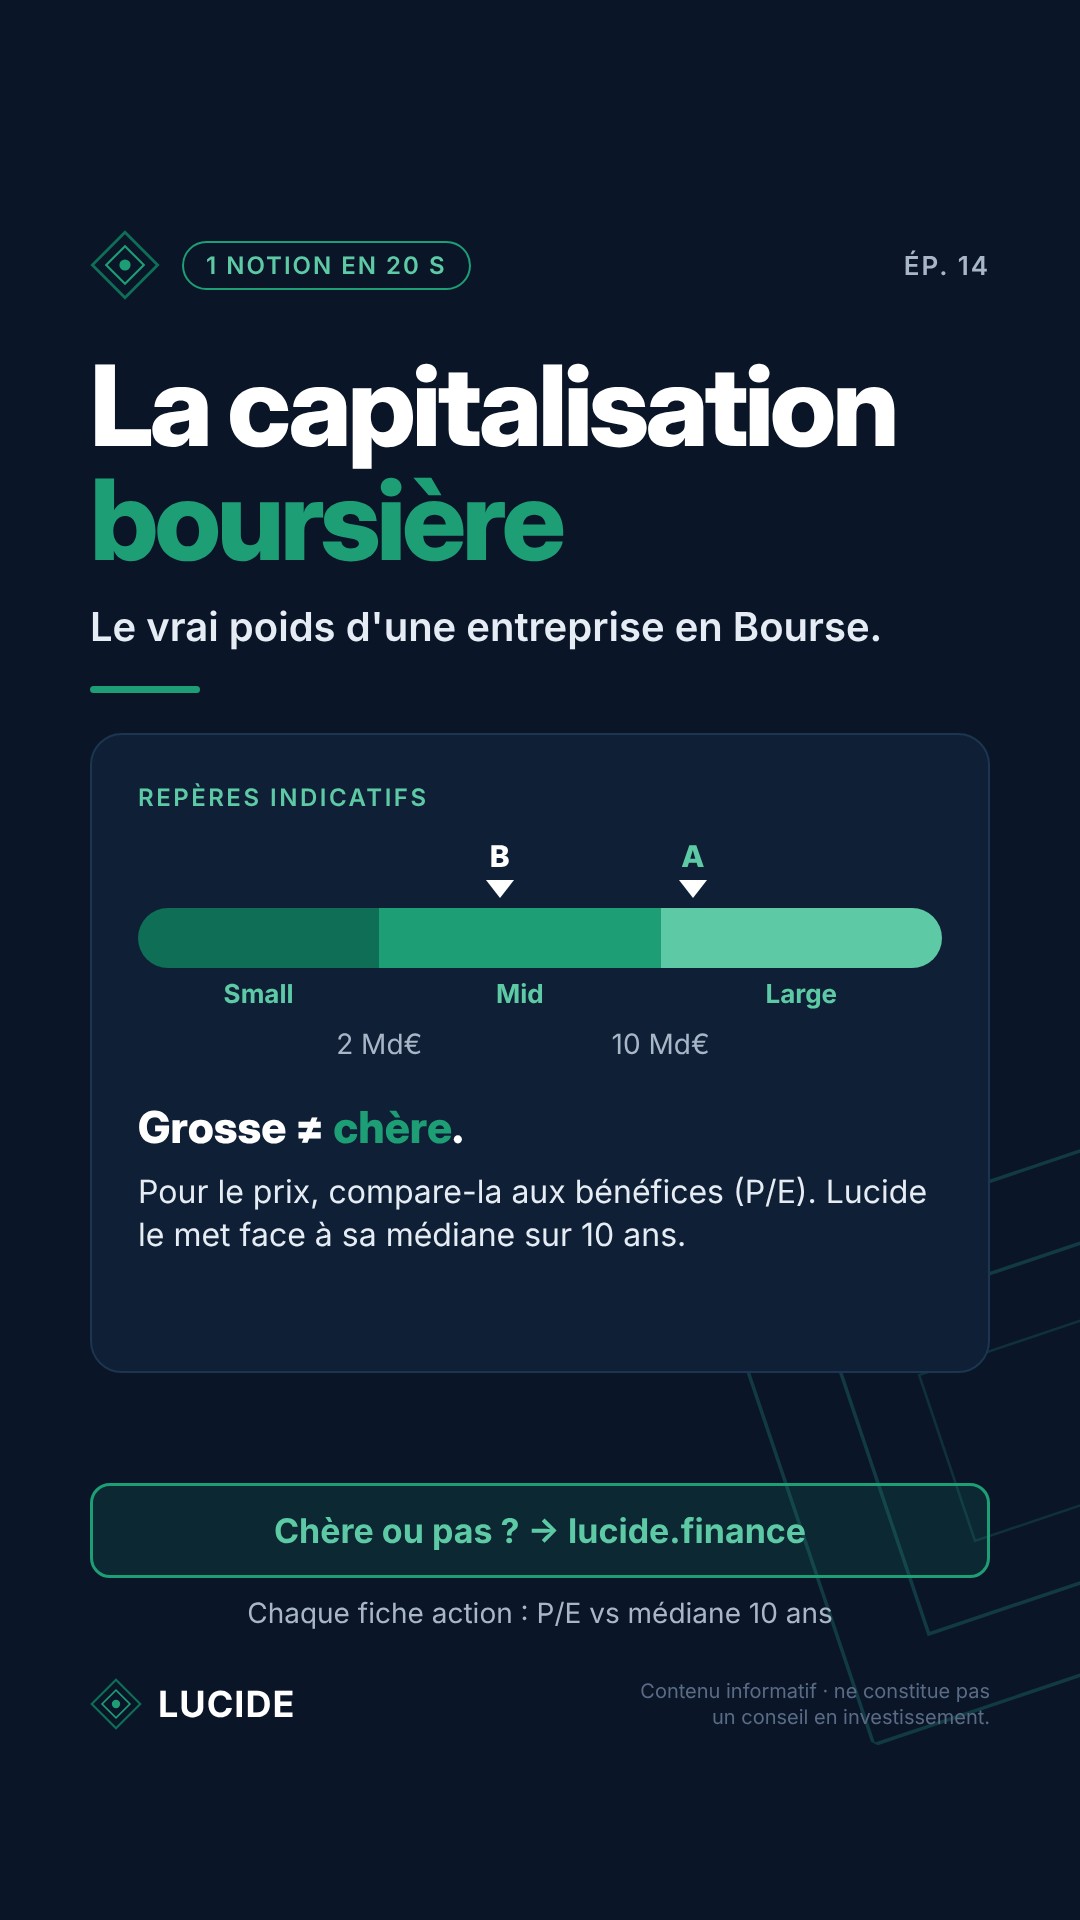 1 NOTION EN 20 S
ÉP. 14
La capitalisation
boursière
Le vrai poids d'une entreprise en Bourse.
REPÈRES INDICATIFS
B A
Small Mid Large
2 Md€ 10 Md€
Grosse ≠ chère.
Pour le prix, compare-la aux bénéfices (P/E). Lucide
le met face à sa médiane sur 10 ans.
Chère ou pas ? → lucide.finance
Chaque fiche action : P/E vs médiane 10 ans
LUCIDE
Contenu informatif · ne constitue pas
un conseil en investissement.